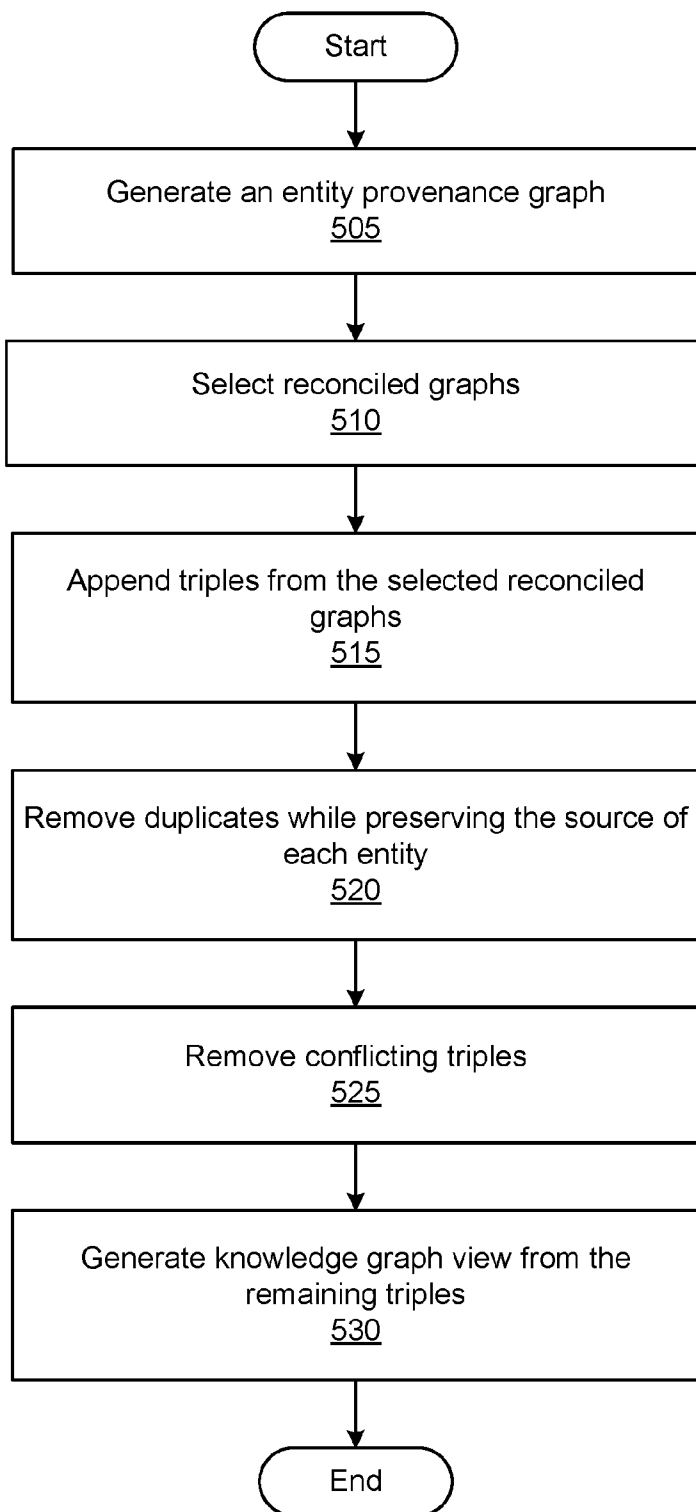 Start
Generate an entity provenance graph
505
Select reconciled graphs
510
Append triples from the selected reconciled
graphs
515
Remove duplicates while preserving the source of
each entity
520
Remove conflicting triples
525
Generate knowledge graph view from the
remaining triples
530
End